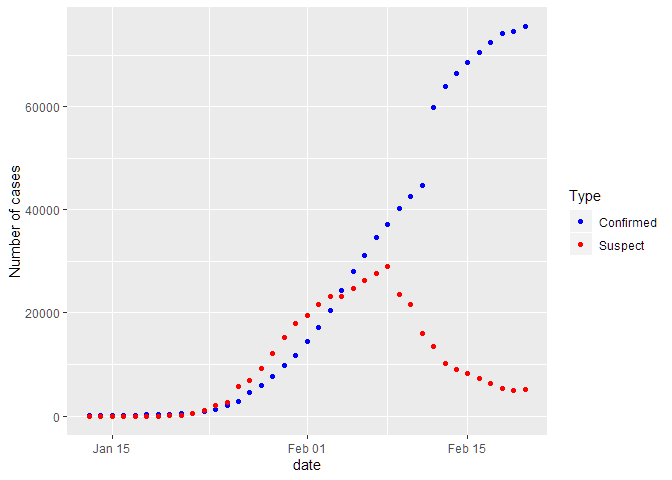 Number of cases
60000
40000
20000
0
Jan 15
Feb 01
Feb 15
date
Type
Confirmed
Suspect